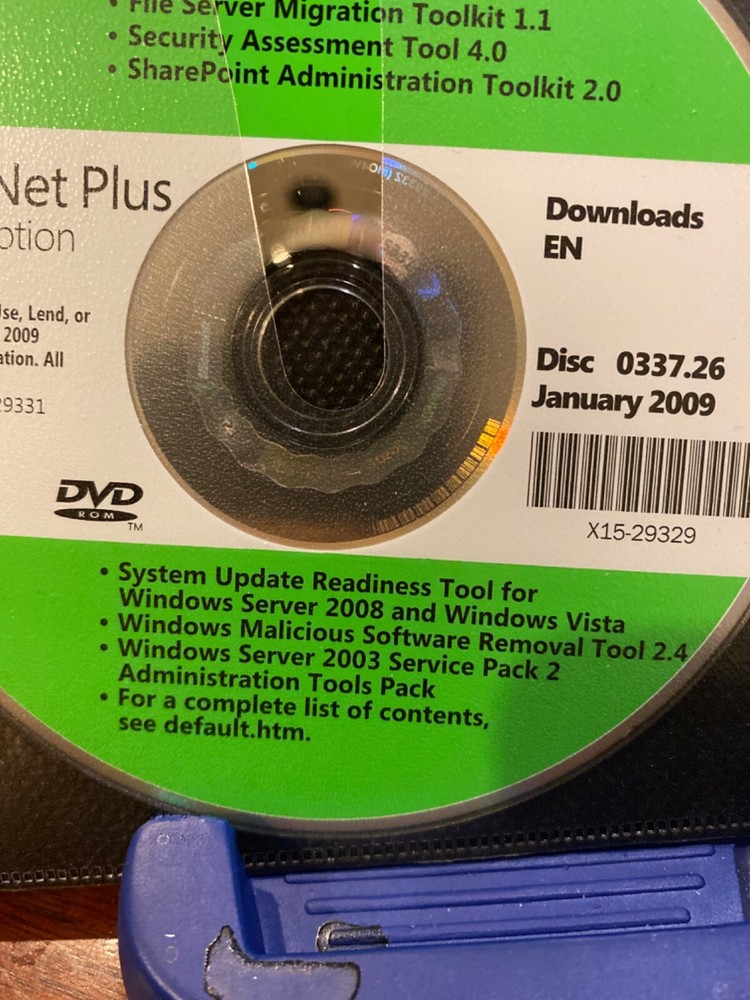 • File Server Migration Toolkit 1.1
• Security Assessment Tool 4.0
• SharePoint Administration Toolkit 2.0
Net Plus
Downloads
EN
Use, Lend, or
2009
All
29331
Disc 0337.26
January 2009
DVD
ROM
TM
X15-29329
• System Update Readiness Tool for
Windows Server 2008 and Windows Vista
• Windows Malicious Software Removal Tool 2.4
• Windows Server 2003 Service Pack 2
Administration Tools Pack
• For a complete list of contents,
see default.htm.